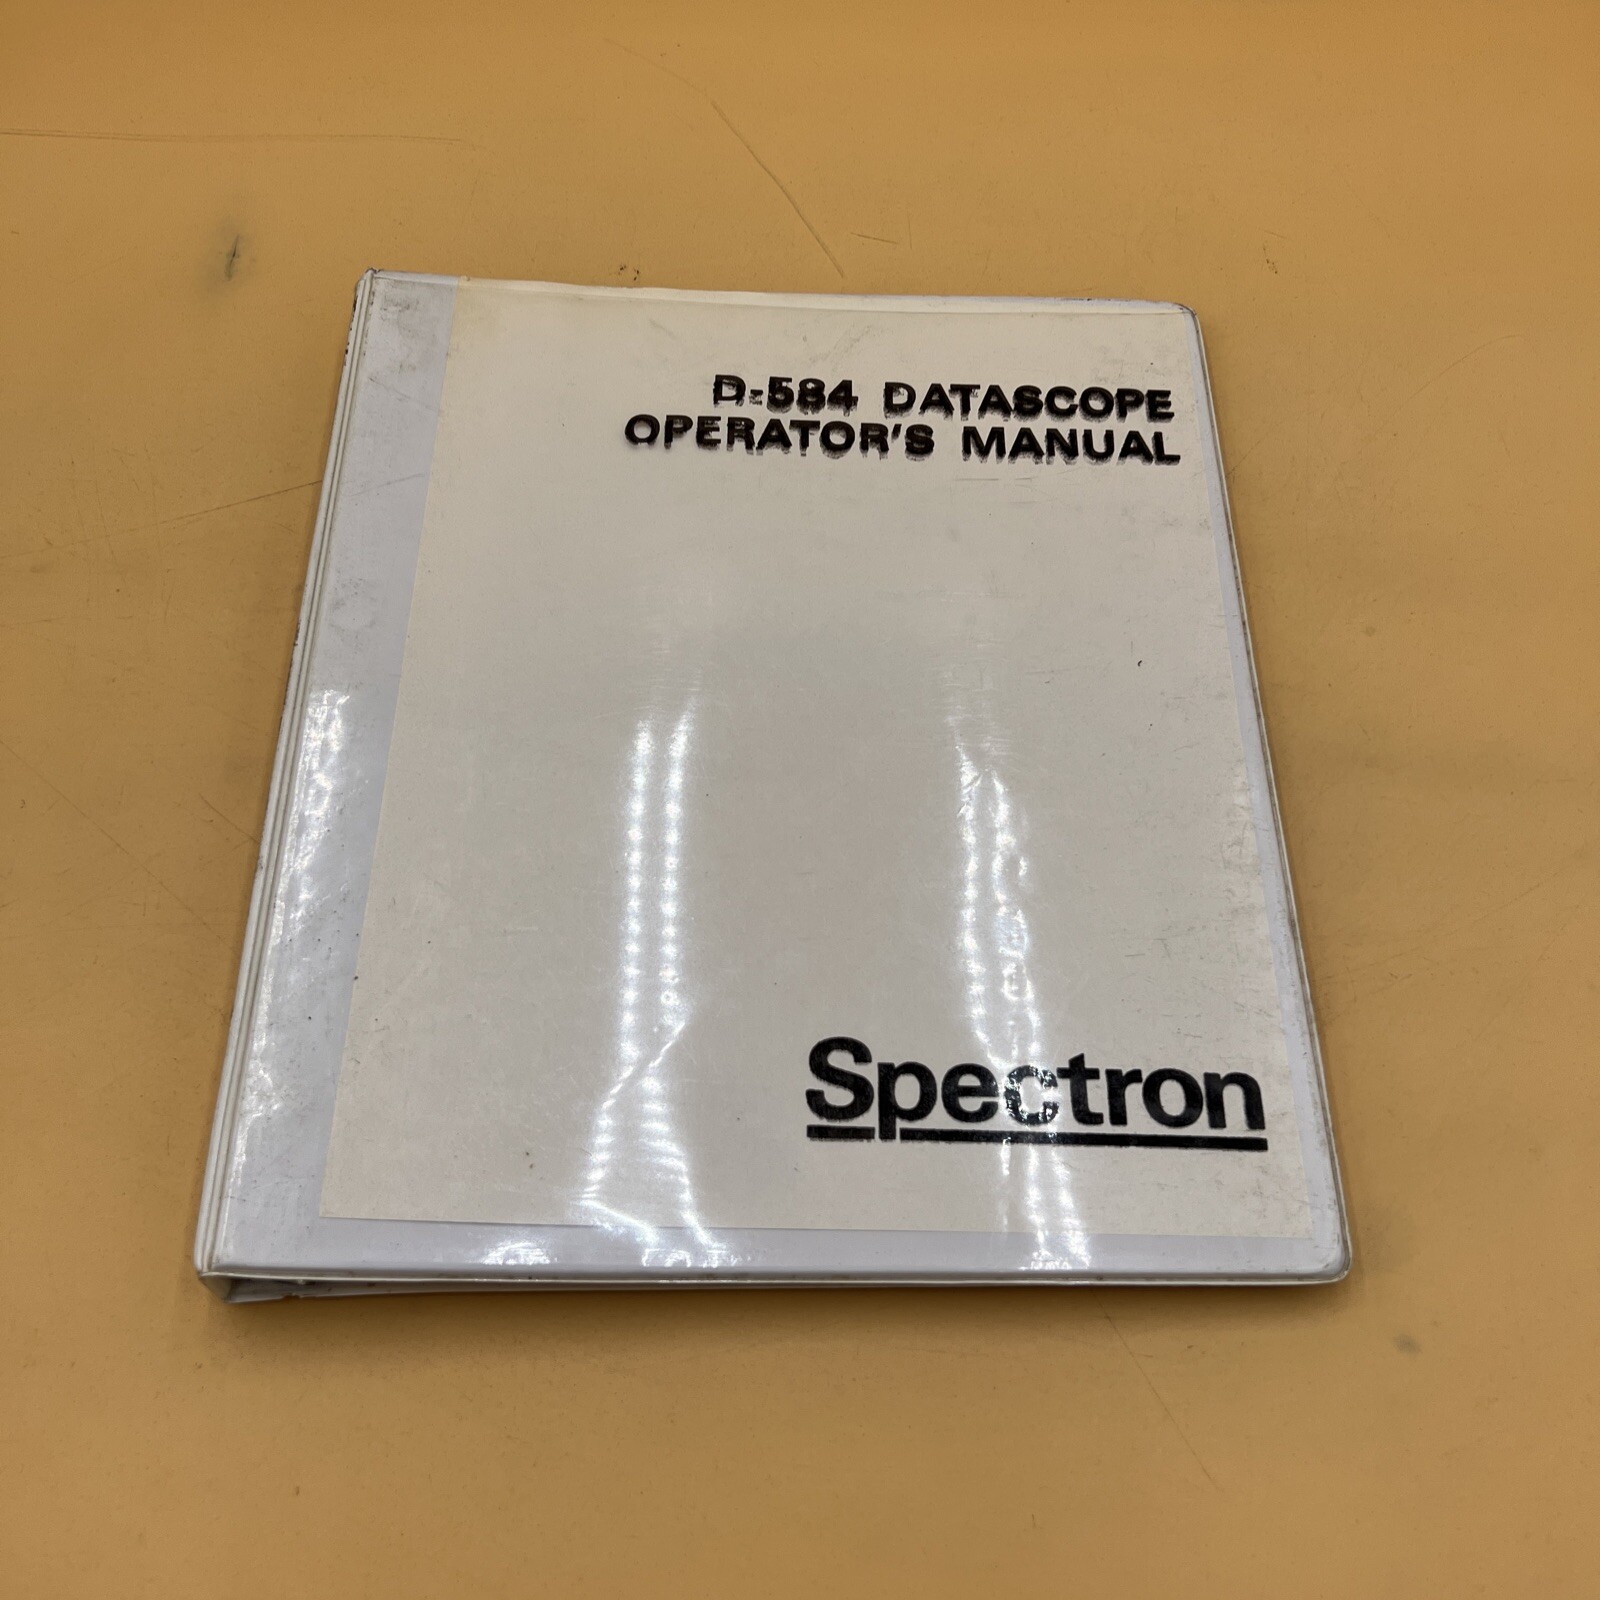 D-584 DATASCOPE
OPERATOR'S MANUAL
Spectron